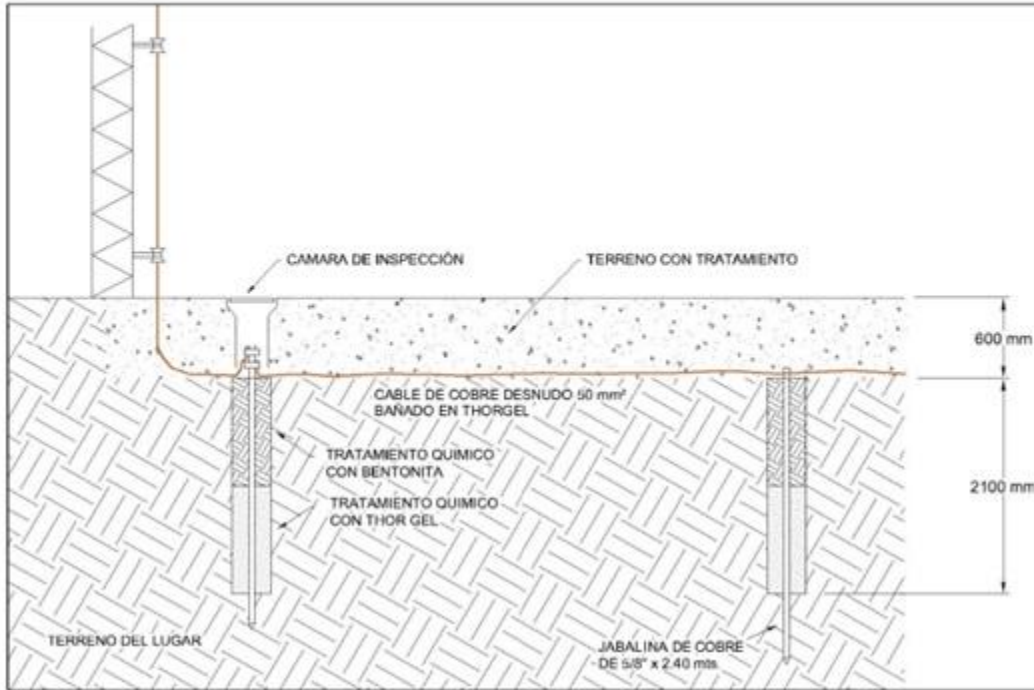 CAMARA DE INSPECCIÓN
TERRENO CON TRATAMIENTO
600 mm
CABLE DE COBRE DESNUDO 50 mm²
BAÑADO EN THORGEL
TRATAMIENTO QUIMICO
CON BENTONITA
2100 mm
TRATAMIENTO QUIMICO
CON THOR GEL
TERRENO DEL LUGAR
JABALINA DE COBRE
DE 5/8" x 2.40 mts